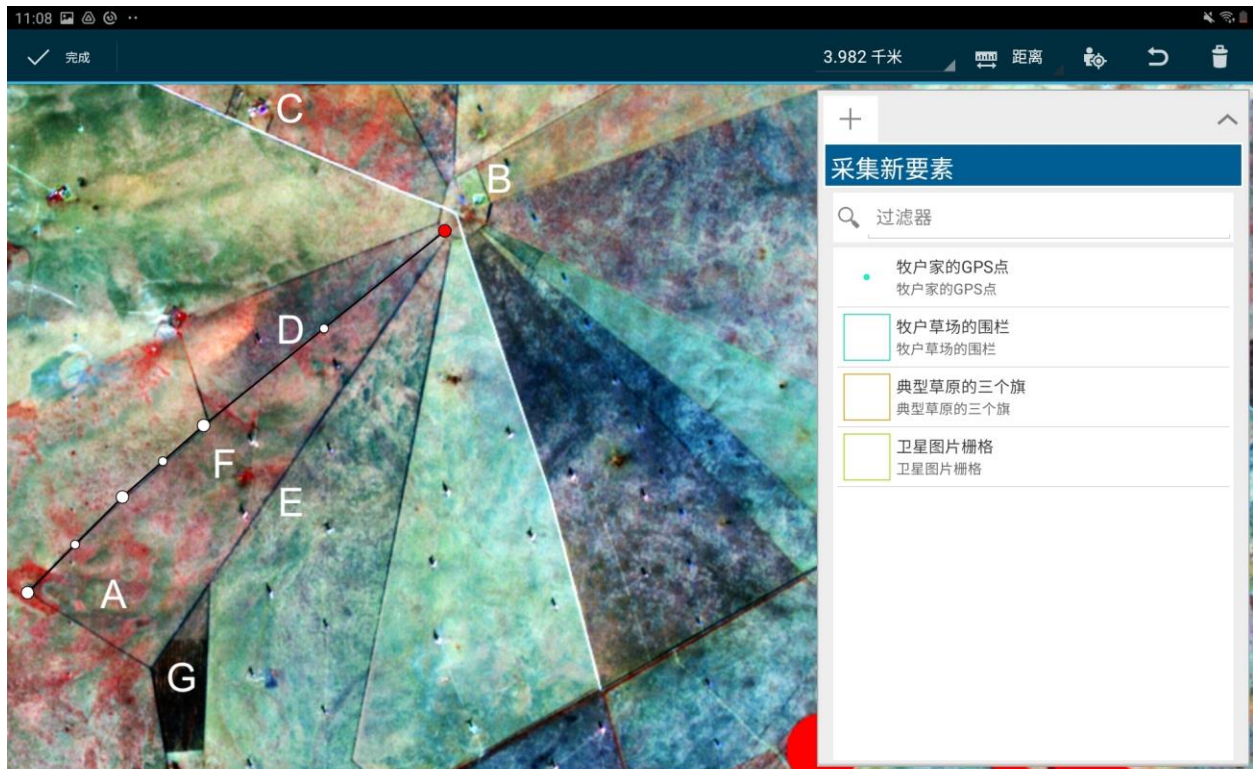 11:08
完成
3.982 千米
距离
C
B
D
F
E
A
G
采集新要素
过滤器
牧户家的GPS点
牧户家的GPS点
牧户草场的围栏
牧户草场的围栏
典型草原的三个旗
典型草原的三个旗
卫星图片栅格
卫星图片栅格